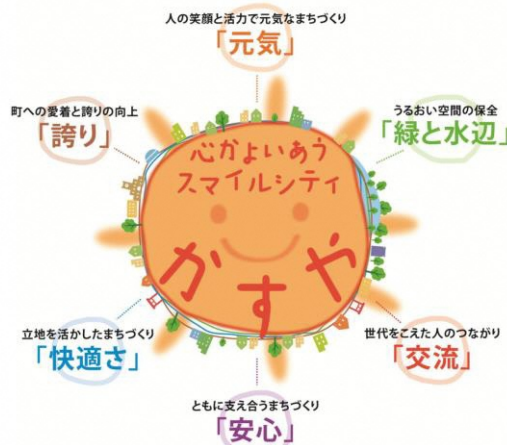 人の笑顔と活力で元気なまちづくり
「元気」
町への愛着と誇りの向上
「誇り」
うるおい空間の保全
「緑と水辺」
心かよいあう
スマイルシティ
かすや
立地を活かしたまちづくり
「快適さ」
世代をこえた人のつながり
「交流」
ともに支え合うまちづくり
「安心」